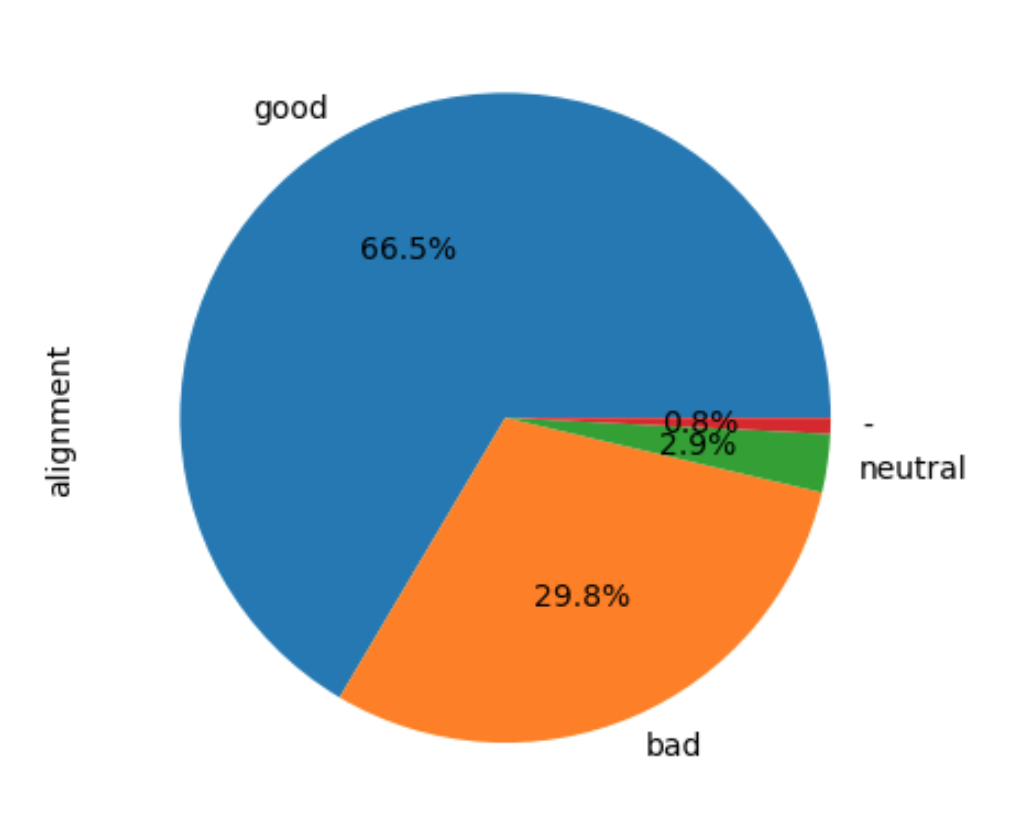 good
66.5%
alignment
0.8%
-
2.9%
neutral
29.8%
bad